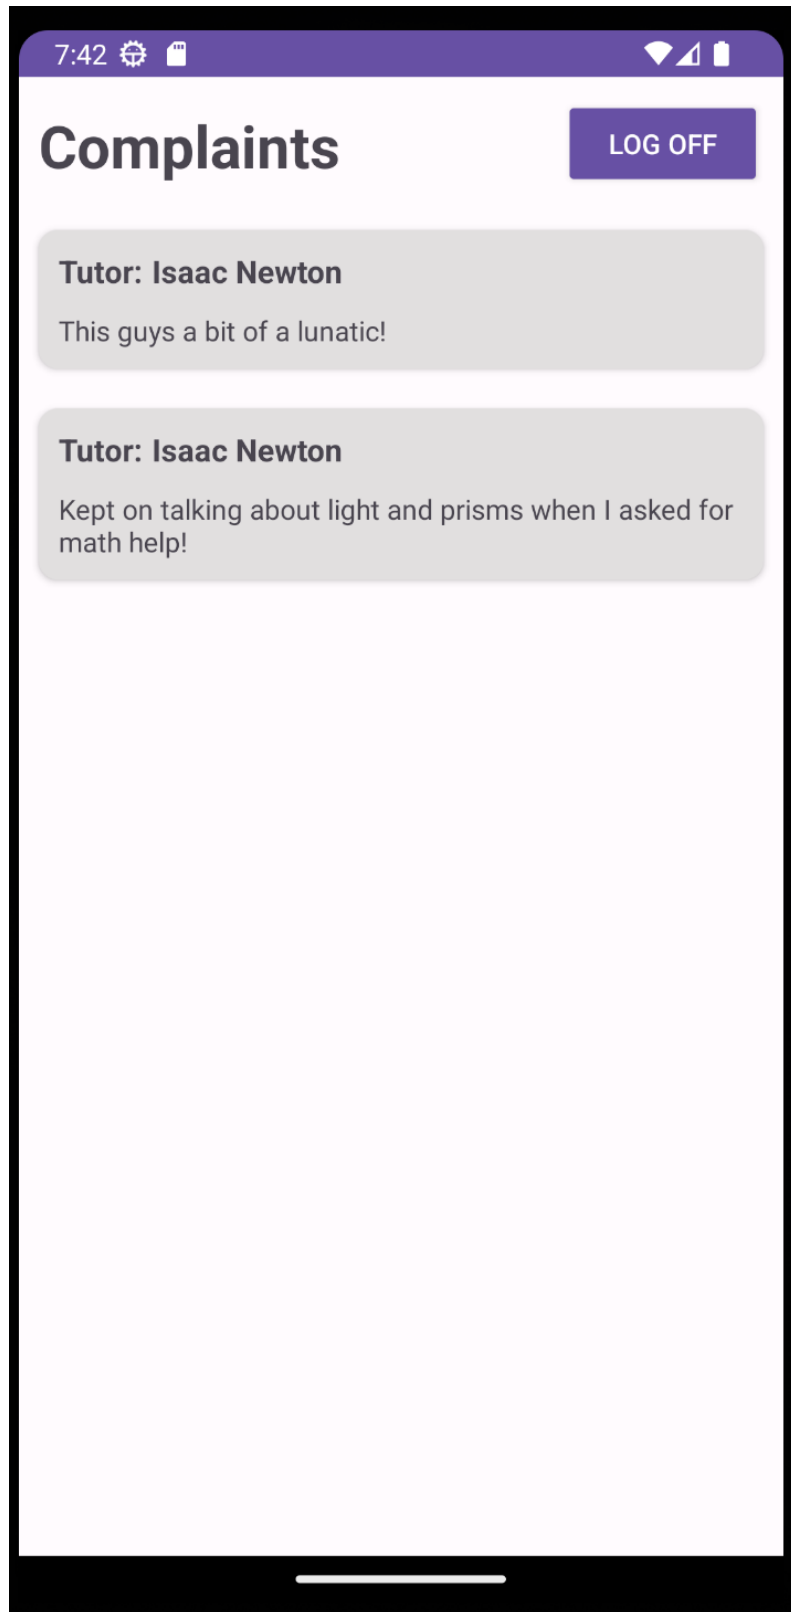 7:42
Complaints
LOG OFF
Tutor: Isaac Newton
This guys a bit of a lunatic!
Tutor: Isaac Newton
Kept on talking about light and prisms when I asked for
math help!